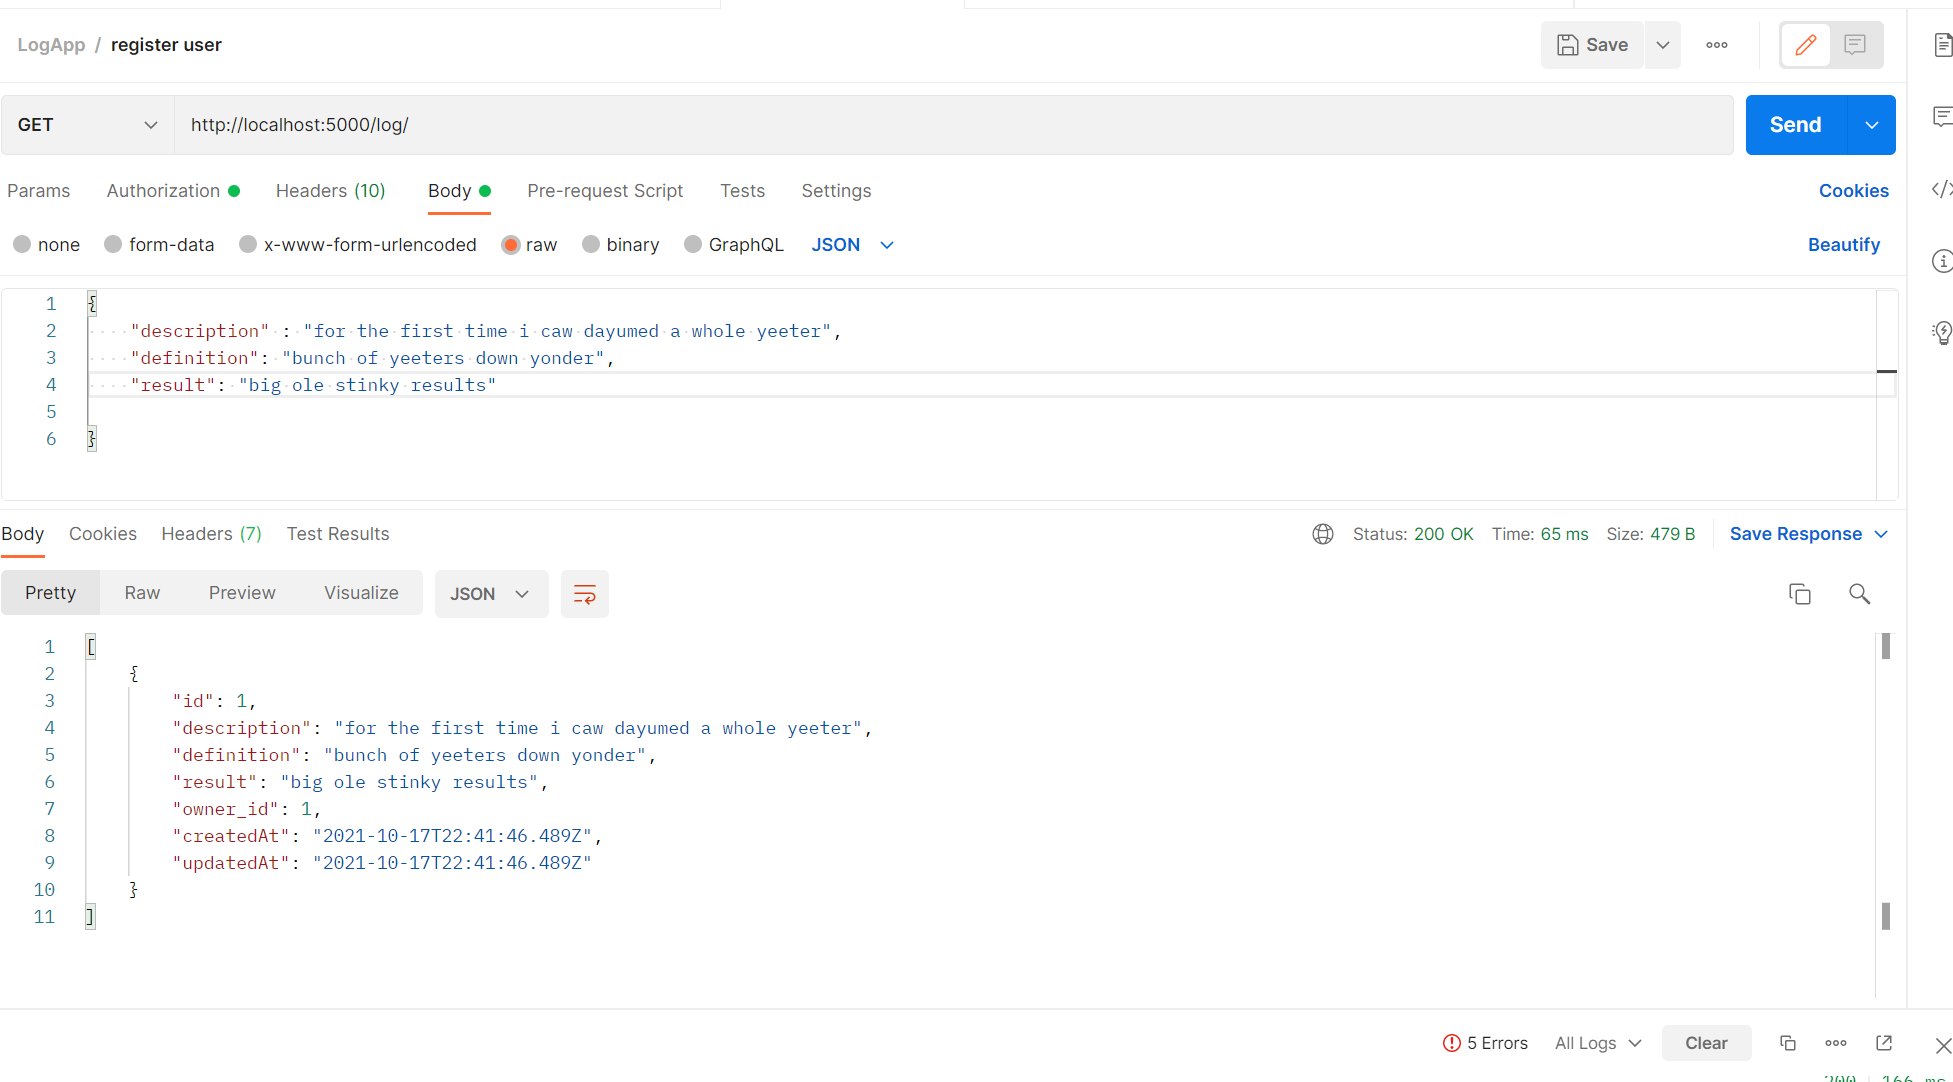 LogApp / register user
Save
GET http://localhost:5000/log/ Send
Params Authorization Headers (10) Body Pre-request Script Tests Settings Cookies
none form-data x-www-form-urlencoded raw binary GraphQL JSON Beautify
1 {
2 "description" : "for the first time i caw dayumed a whole yeeter",
3 "definition": "bunch of yeeters down yonder",
4 "result": "big ole stinky results"
5
6 }
Body Cookies Headers (7) Test Results Status: 200 OK Time: 65 ms Size: 479 B Save Response
Pretty Raw Preview Visualize JSON
1 [
2 {
3 "id": 1,
4 "description": "for the first time i caw dayumed a whole yeeter",
5 "definition": "bunch of yeeters down yonder",
6 "result": "big ole stinky results",
7 "owner_id": 1,
8 "createdAt": "2021-10-17T22:41:46.489Z",
9 "updatedAt": "2021-10-17T22:41:46.489Z"
10 }
11 ]
5 Errors All Logs Clear